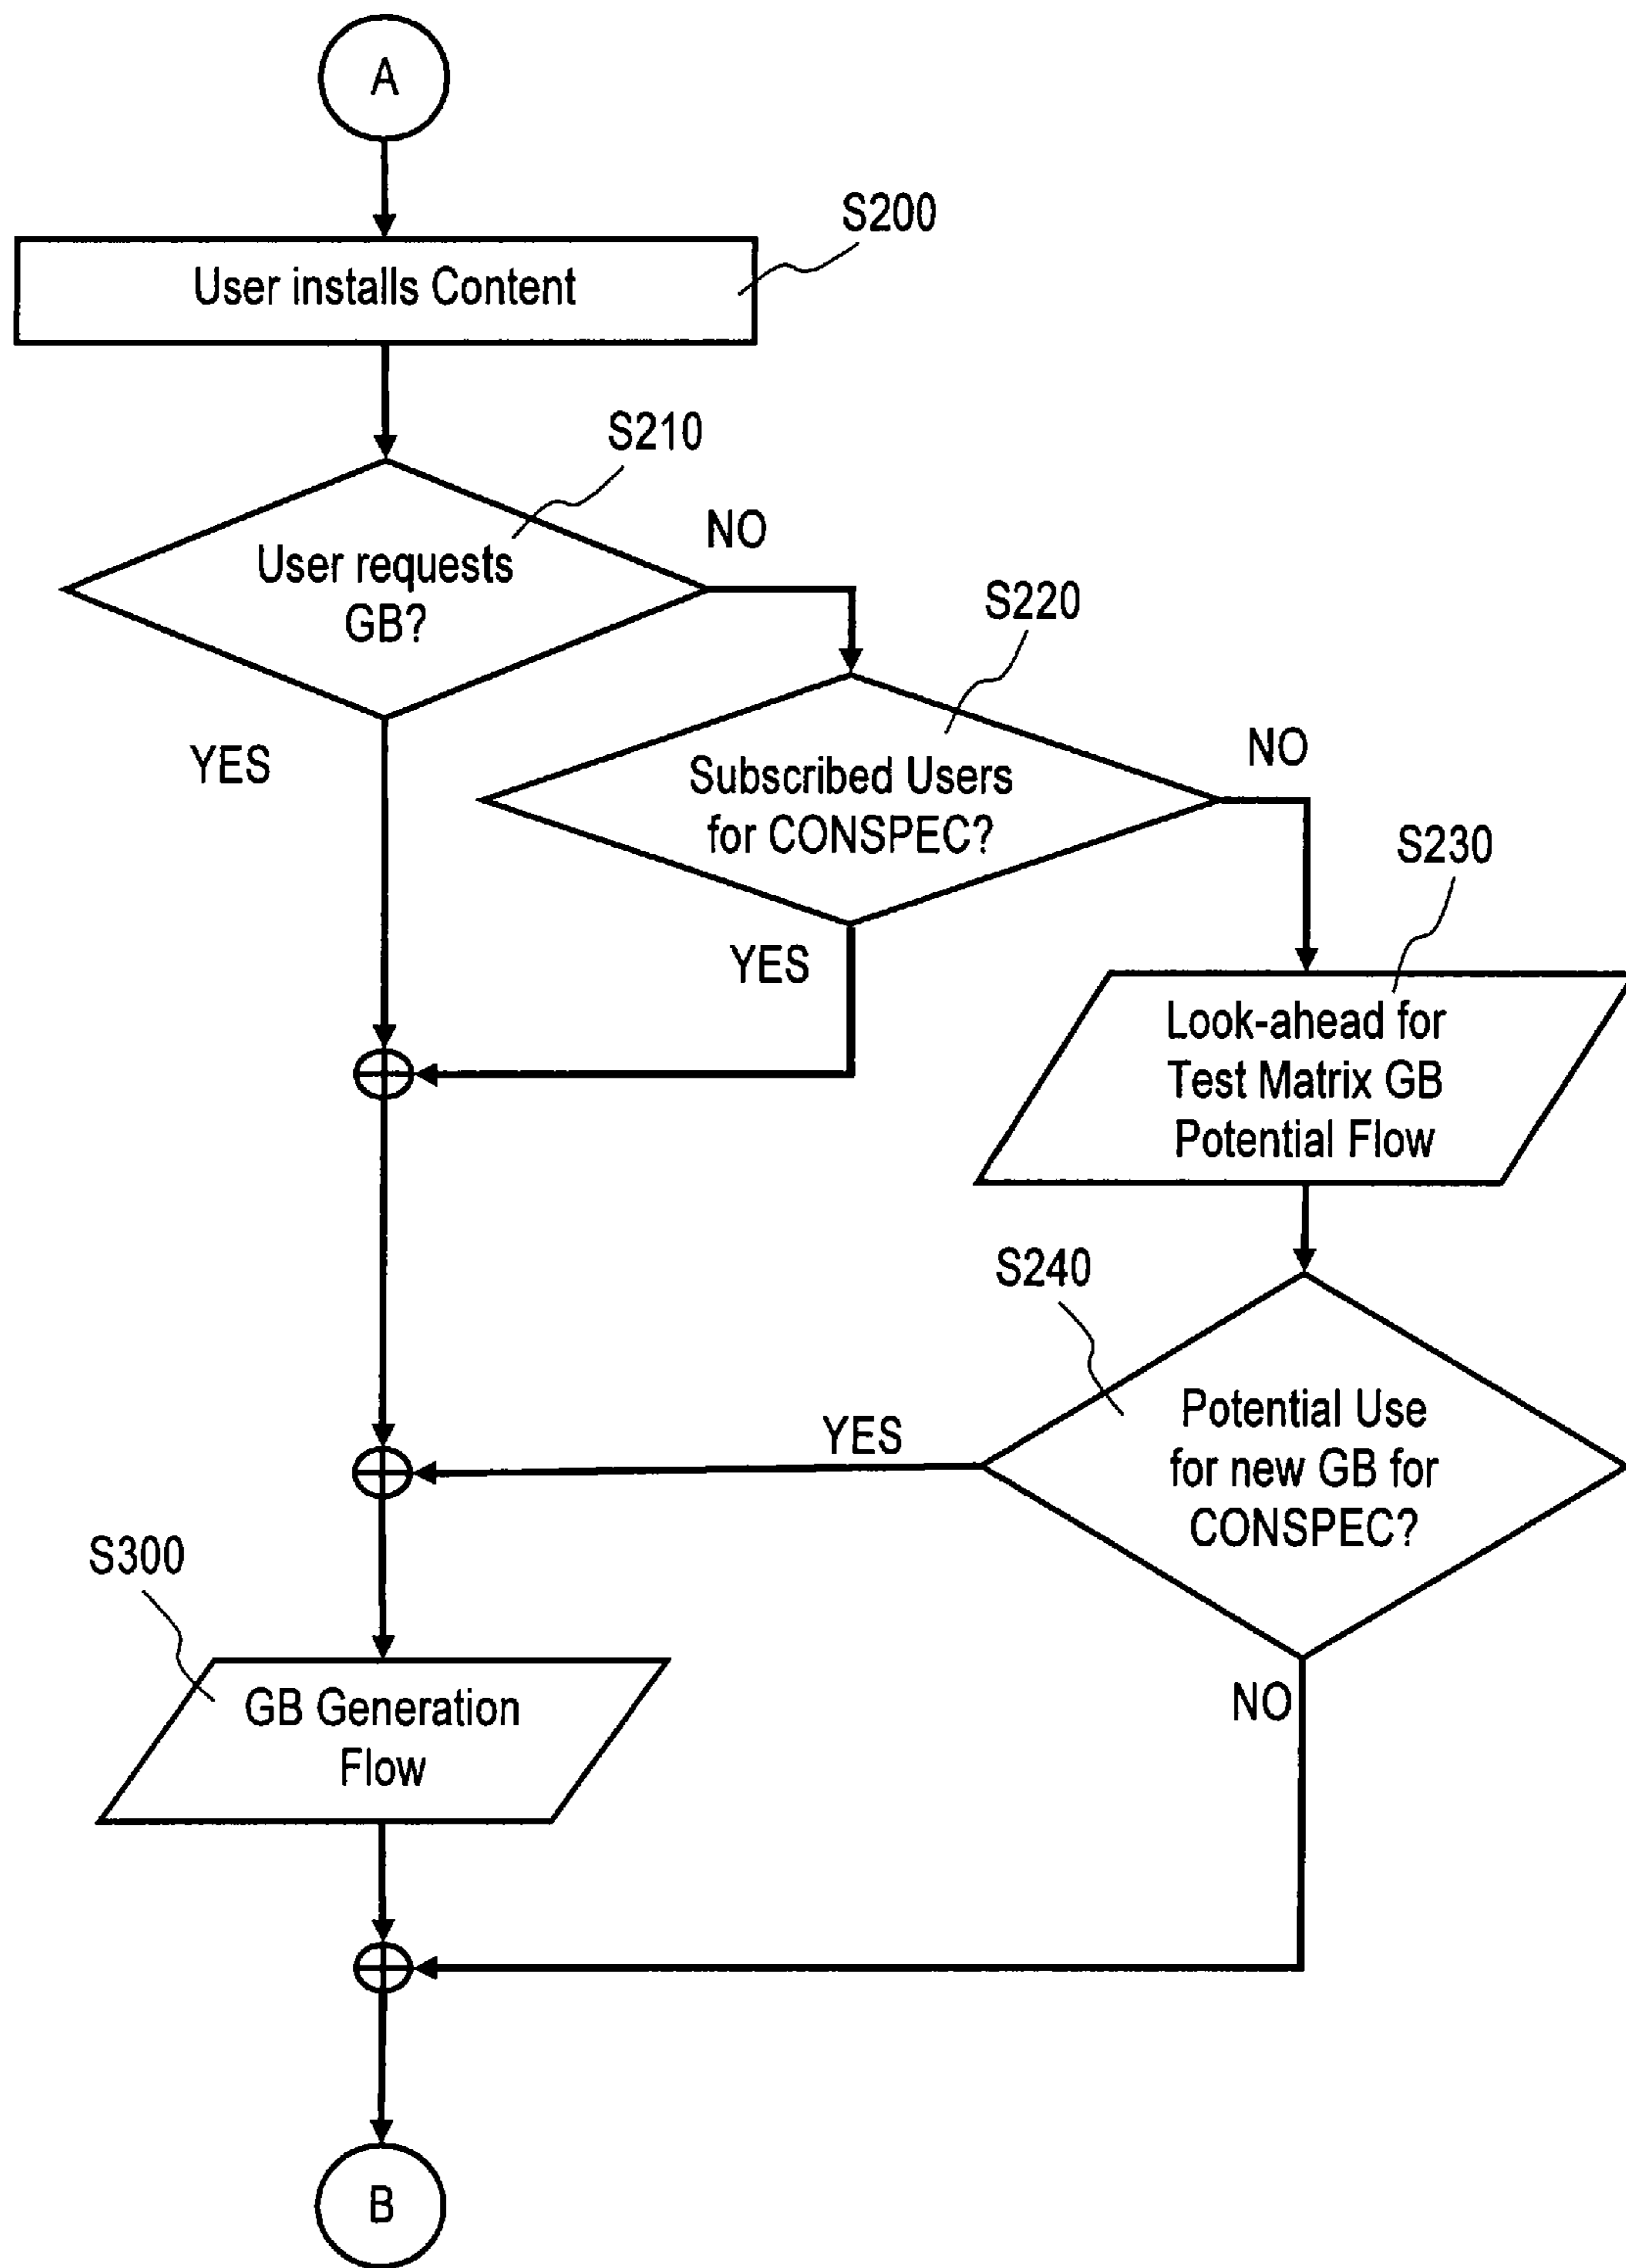 A
S200
User installs Content
S210
NO
User requests
GB?
S220
YES
NO
Subscribed Users
for CONSPEC?
S230
YES
Look-ahead for
Test Matrix GB
Potential Flow
S240
Potential Use
for new GB for
CONSPEC?
YES
S300
NO
GB Generation
Flow
B